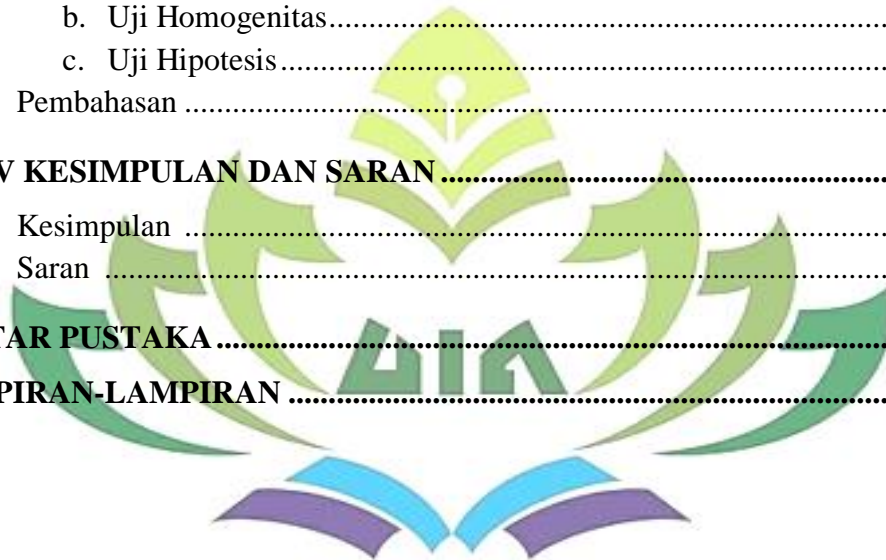 b. Uji Homogenitas................................................................
c. Uji Hipotesis................................................................
Pembahasan ................................................................
V KESIMPULAN DAN SARAN................................................................
Kesimpulan ................................................................
Saran ................................................................
TAR PUSTAKA................................................................
PIRAN-LAMPIRAN ................................................................